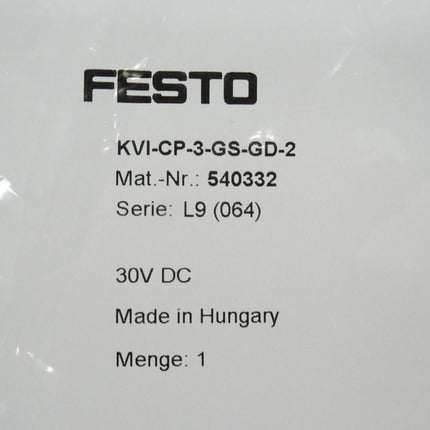 FESTO
KVI-CP-3-GS-GD-2
Mat.-Nr.: 540332
Serie: L9 (064)
30V DC
Made in Hungary
Menge: 1